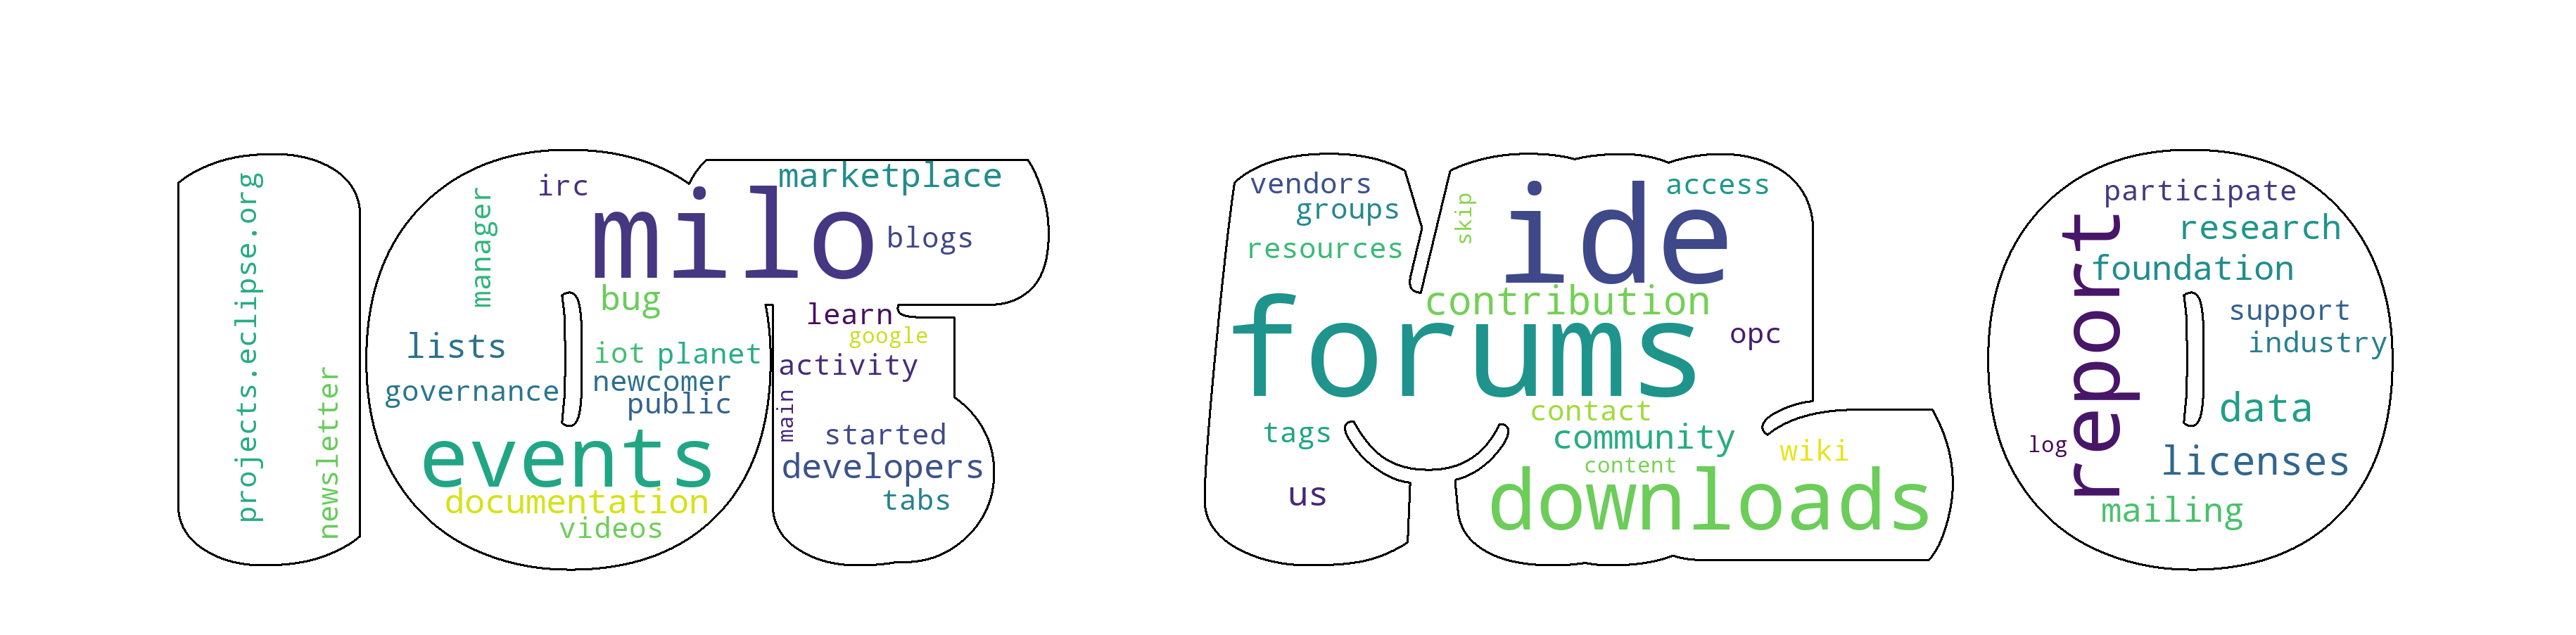 projects.eclipse.org
newsletter
manager
irc
milo
marketplace
blogs
bug
lists
governance
iot
planet
newcomer
public
events
documentation
videos
learn
google
activity
main
started
developers
tabs
vendors
groups
resources
skip
ide
access
contribution
forums
opc
contact
tags
community
content
wiki
us
downloads
participate
report
research
foundation
support
industry
data
log
licenses
mailing